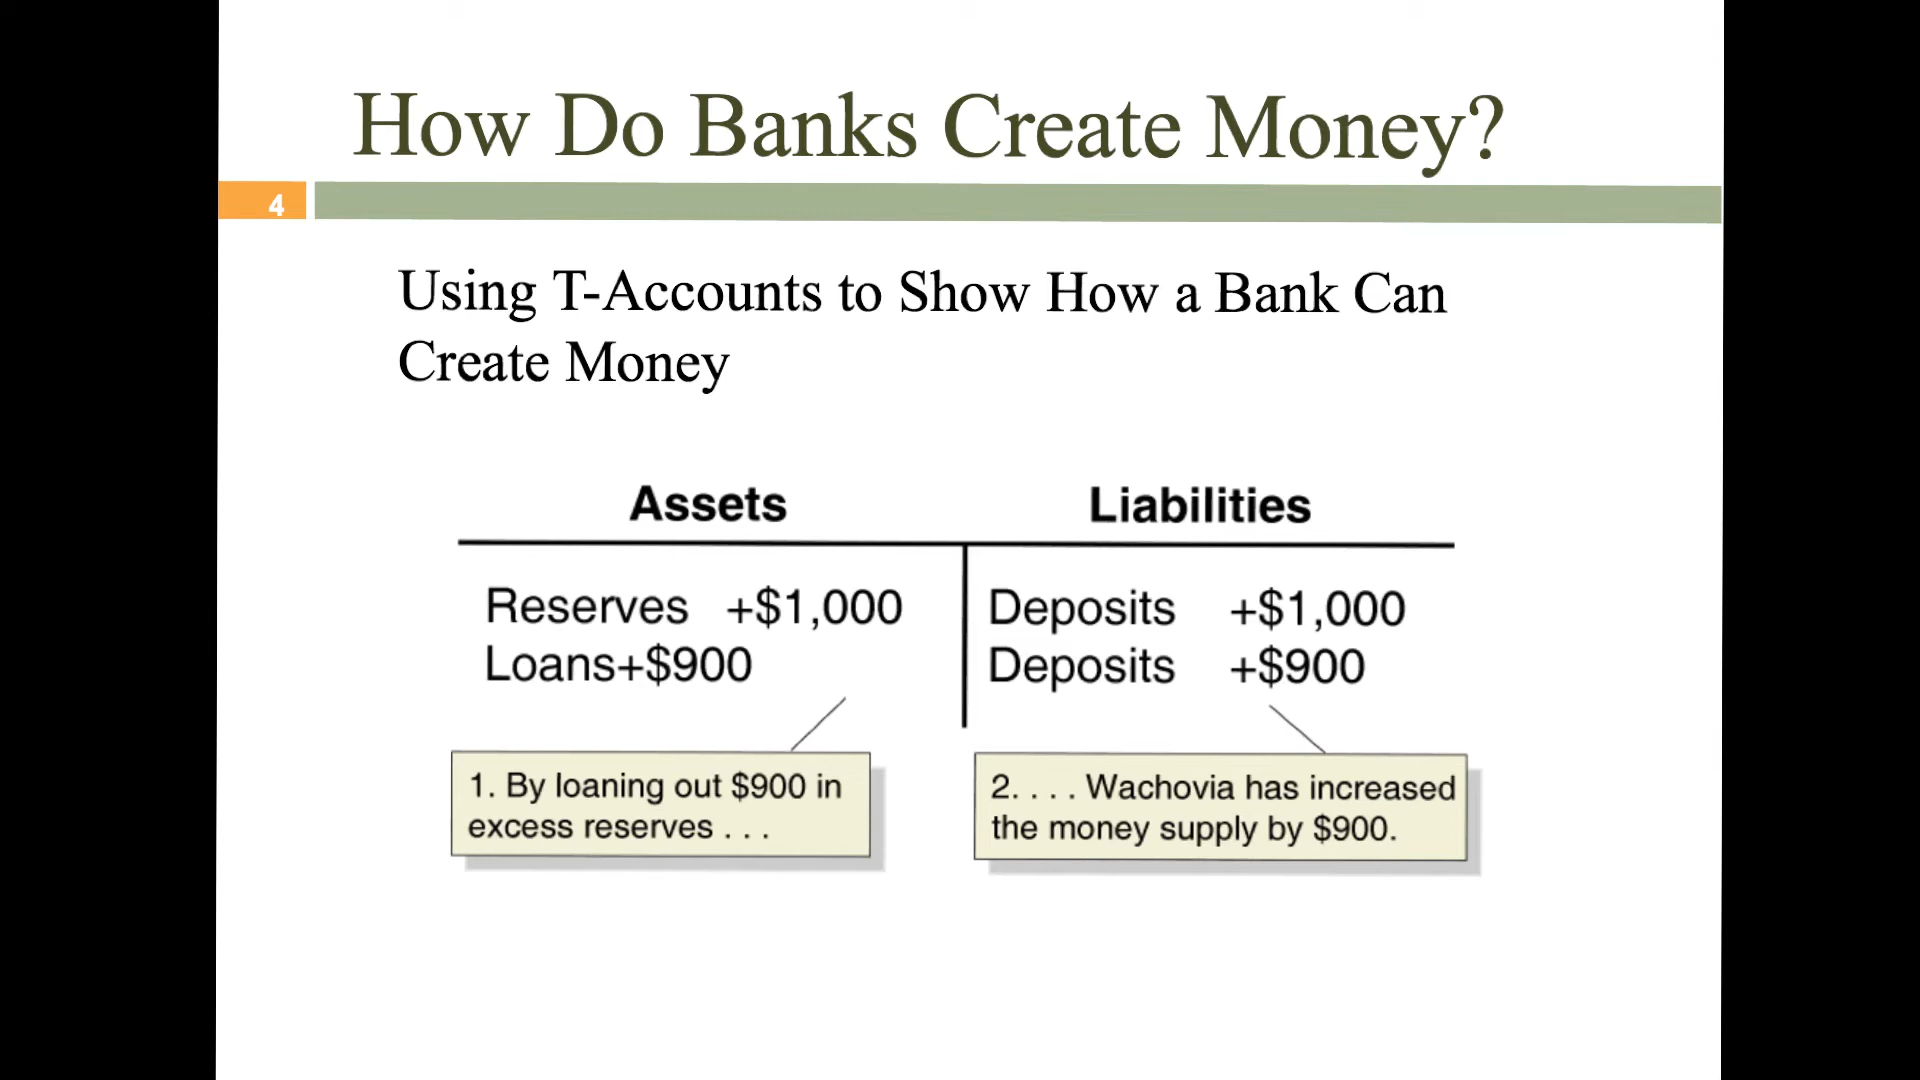 How Do Banks Create Money?
4
Using T-Accounts to Show How a Bank Can
Create Money
Assets Liabilities
Reserves +$1,000 Deposits +$1,000
Loans+$900 Deposits +$900
1. By loaning out $900 in
excess reserves . . .
2. . . . Wachovia has increased
the money supply by $900.